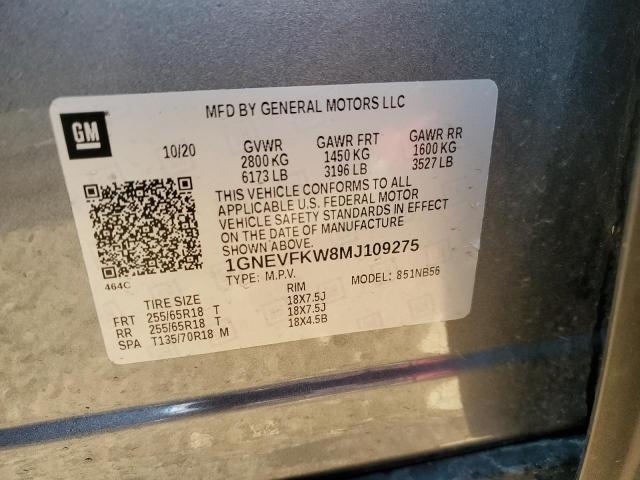 MFD BY GENERAL MOTORS LLC
GM
10/20
GVWR GAWR FRT GAWR RR
2800 KG 1450 KG 1600 KG
6173 LB 3196 LB 3527 LB
THIS VEHICLE CONFORMS TO ALL
APPLICABLE U.S. FEDERAL MOTOR
VEHICLE SAFETY STANDARDS IN EFFECT
ON THE DATE OF MANUFACTURE
SHOWN ABOVE.
1GNEVFKW8MJ109275
464C
TYPE: M.P.V. MODEL: 851NB56
TIRE SIZE RIM
FRT 255/65R18 T 18X7.5J
RR 255/65R18 T 18X7.5J
SPA T135/70R18 M 18X4.5B